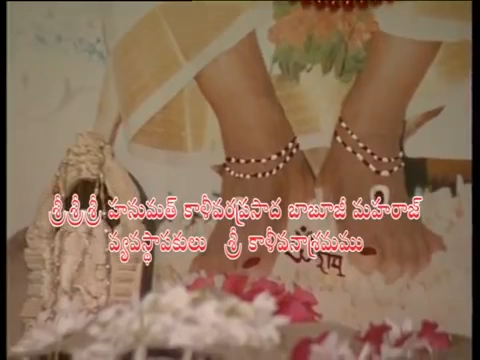 శ్రీ శ్రీ శ్రీ హనుమత్ కాళీవరప్రసాద బాబూజీ మహరాజ్
వ్యవస్థాపకులు శ్రీ కాళీవనాశ్రమము
ॐ राम